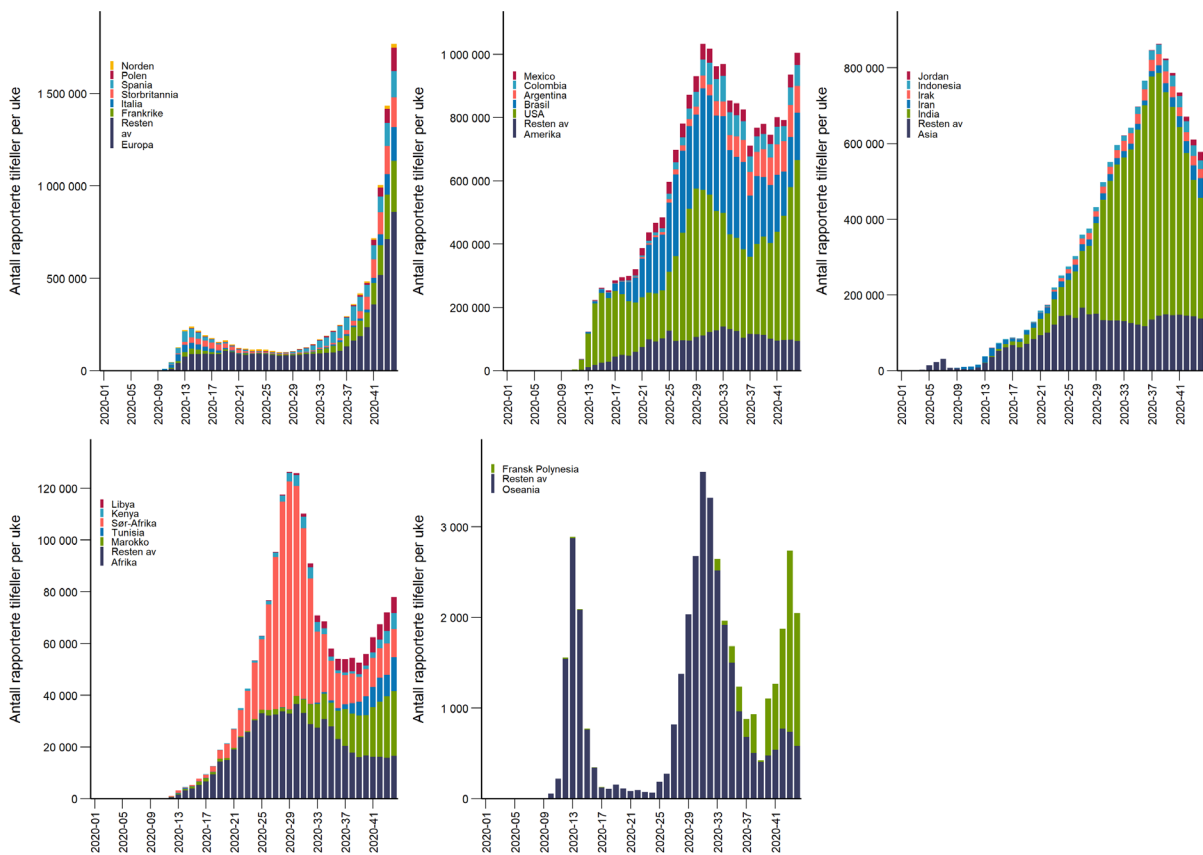 Antall rapporterte tilfeller per uke
1 500 000
1 000 000
500 000
0
Norden
Polen
Spania
Storbritannia
Italia
Frankrike
Resten
av
Europa
2020-01
2020-05
2020-09
2020-13
2020-17
2020-21
2020-25
2020-29
2020-33
2020-37
2020-41
Antall rapporterte tilfeller per uke
1 000 000
800 000
600 000
400 000
200 000
0
Mexico
Colombia
Argentina
Brasil
USA
Resten av
Amerika
2020-01
2020-05
2020-09
2020-13
2020-17
2020-21
2020-25
2020-29
2020-33
2020-37
2020-41
Antall rapporterte tilfeller per uke
800 000
600 000
400 000
200 000
0
Jordan
Indonesia
Irak
Iran
India
Resten av
Asia
2020-01
2020-05
2020-09
2020-13
2020-17
2020-21
2020-25
2020-29
2020-33
2020-37
2020-41
Antall rapporterte tilfeller per uke
120 000
100 000
80 000
60 000
40 000
20 000
0
Libya
Kenya
Sør-Afrika
Tunisia
Marokko
Resten av
Afrika
2020-01
2020-05
2020-09
2020-13
2020-17
2020-21
2020-25
2020-29
2020-33
2020-37
2020-41
Antall rapporterte tilfeller per uke
3 000
2 000
1 000
0
Fransk Polynesia
Resten av
Oseania
2020-01
2020-05
2020-09
2020-13
2020-17
2020-21
2020-25
2020-29
2020-33
2020-37
2020-41